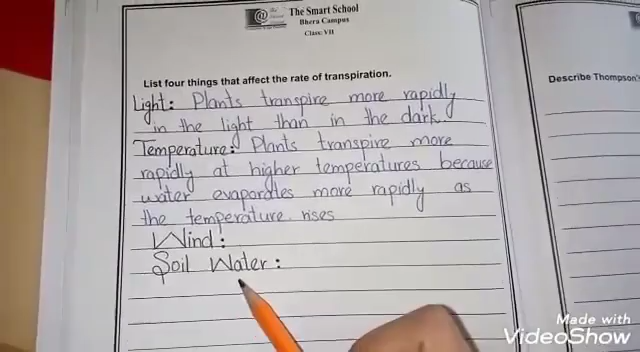 The Smart School
Bhera Campus
Class: VII
List four things that affect the rate of transpiration.
Describe Thompson's
Light: Plants transpire more rapidly
in the light than in the dark.
Temperature: Plants transpire more
rapidly at higher temperatures because
water evaporates more rapidly as
the temperature rises
Wind:
Soil Water:
Made with
VideoShow